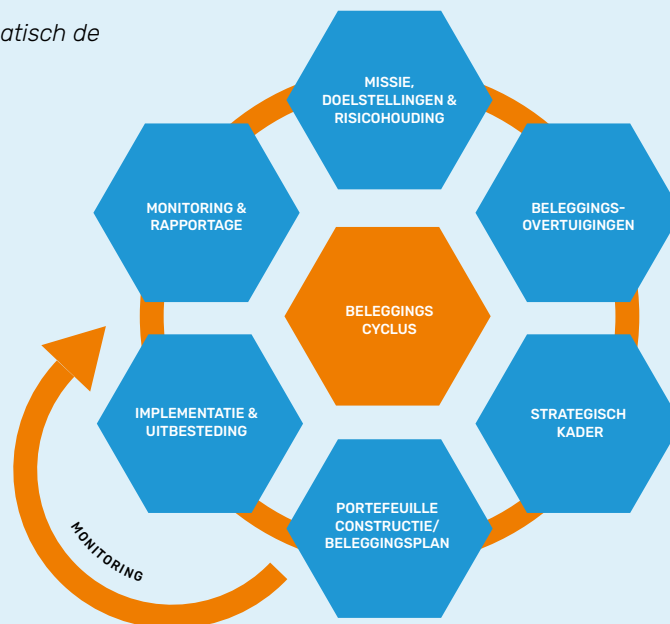 atisch de
MISSIE,
DOELSTELLINGEN &
RISICOHOUDING
MONITORING &
RAPPORTAGE
BELEGGINGS-
OVERTUIGINGEN
BELEGGINGS
CYCLUS
IMPLEMENTATIE &
UITBESTEDING
STRATEGISCH
KADER
PORTEFEUILLE
CONSTRUCTIE/
BELEGGINGSPLAN
MONITORING